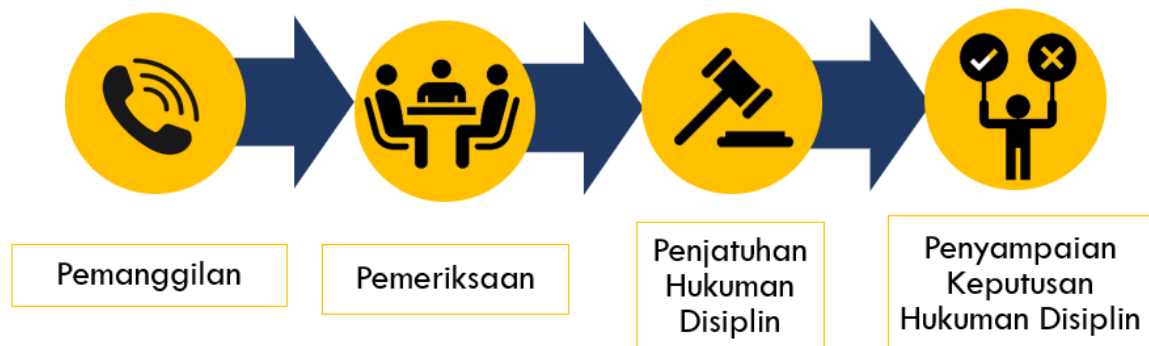 Pemanggilan
Pemeriksaan
Penjatuhan
Hukuman
Disiplin
Penyampaian
Keputusan
Hukuman Disiplin